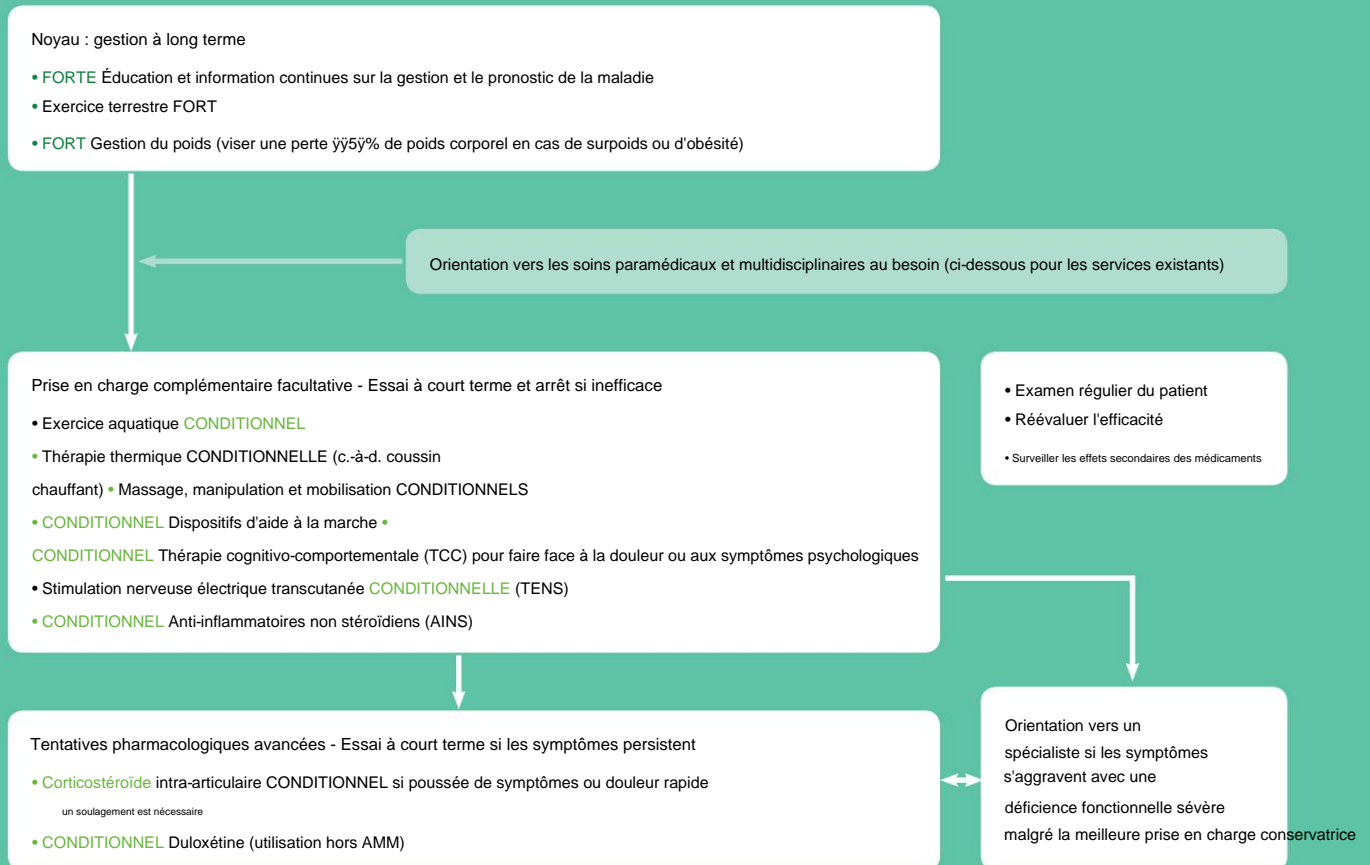 Noyau : gestion à long terme
• FORTE Éducation et information continues sur la gestion et le pronostic de la maladie
• Exercice terrestre FORT
• FORT Gestion du poids (viser une perte ÿÿ5ÿ% de poids corporel en cas de surpoids ou d'obésité)
Orientation vers les soins paramédicaux et multidisciplinaires au besoin (ci-dessous pour les services existants)
Prise en charge complémentaire facultative - Essai à court terme et arrêt si inefficace
• Exercice aquatique CONDITIONNEL
• Thérapie thermique CONDITIONNELLE (c.-à-d. coussin
chauffant) • Massage, manipulation et mobilisation CONDITIONNELS
• CONDITIONNEL Dispositifs d'aide à la marche •
CONDITIONNEL Thérapie cognitivo-comportementale (TCC) pour faire face à la douleur ou aux symptômes psychologiques
• Stimulation nerveuse électrique transcutanée CONDITIONNELLE (TENS)
• CONDITIONNEL Anti-inflammatoires non stéroïdiens (AINS)
• Examen régulier du patient
• Réévaluer l'efficacité
• Surveiller les effets secondaires des médicaments
Tentatives pharmacologiques avancées - Essai à court terme si les symptômes persistent
• Corticostéroïde intra-articulaire CONDITIONNEL si poussée de symptômes ou douleur rapide
un soulagement est nécessaire
• CONDITIONNEL Duloxétine (utilisation hors AMM)
Orientation vers un
spécialiste si les symptômes
s'aggravent avec une
déficience fonctionnelle sévère
malgré la meilleure prise en charge conservatrice